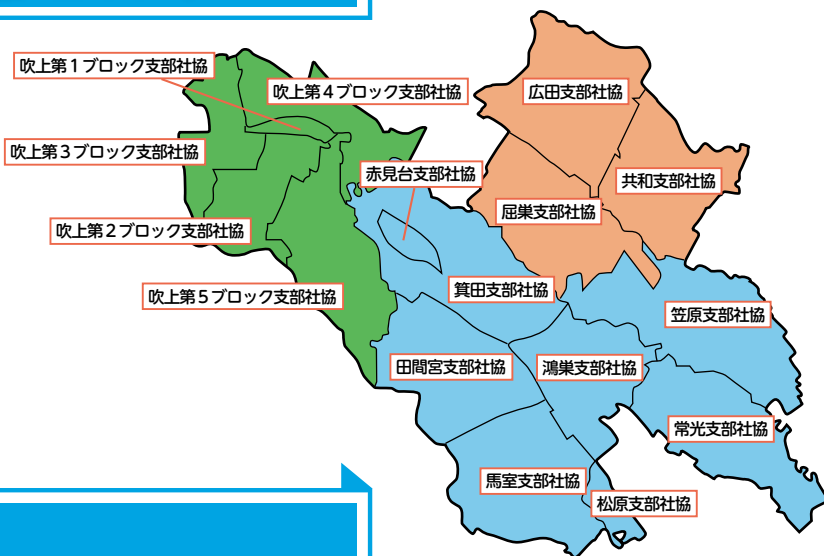 吹上第1ブロック支部社協
吹上第4ブロック支部社協
広田支部社協
吹上第3ブロック支部社協
赤見台支部社協
共和支部社協
屈巣支部社協
吹上第2ブロック支部社協
吹上第5ブロック支部社協
箕田支部社協
笠原支部社協
田間宮支部社協
鴻巣支部社協
常光支部社協
馬室支部社協
松原支部社協